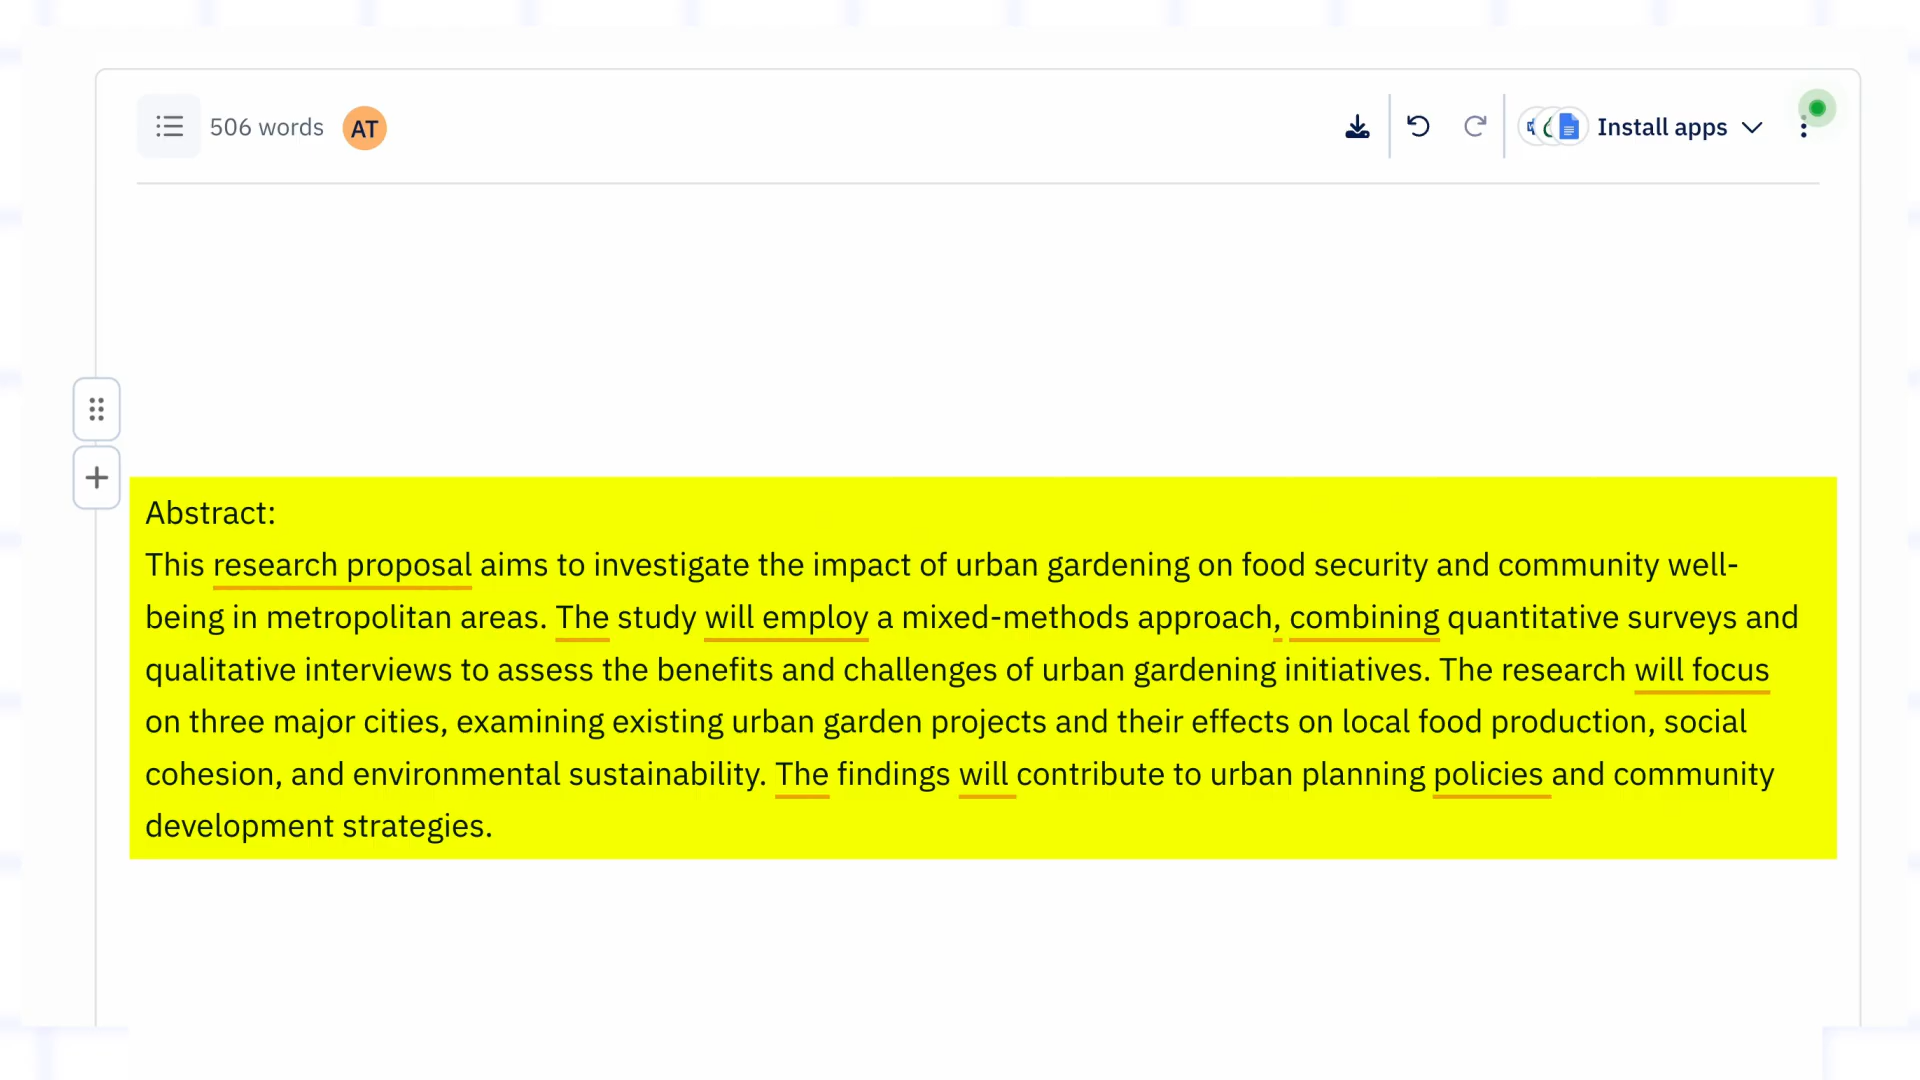 506 words
AT
Install apps
Abstract:
This research proposal aims to investigate the impact of urban gardening on food security and community well-
being in metropolitan areas. The study will employ a mixed-methods approach, combining quantitative surveys and
qualitative interviews to assess the benefits and challenges of urban gardening initiatives. The research will focus
on three major cities, examining existing urban garden projects and their effects on local food production, social
cohesion, and environmental sustainability. The findings will contribute to urban planning policies and community
development strategies.